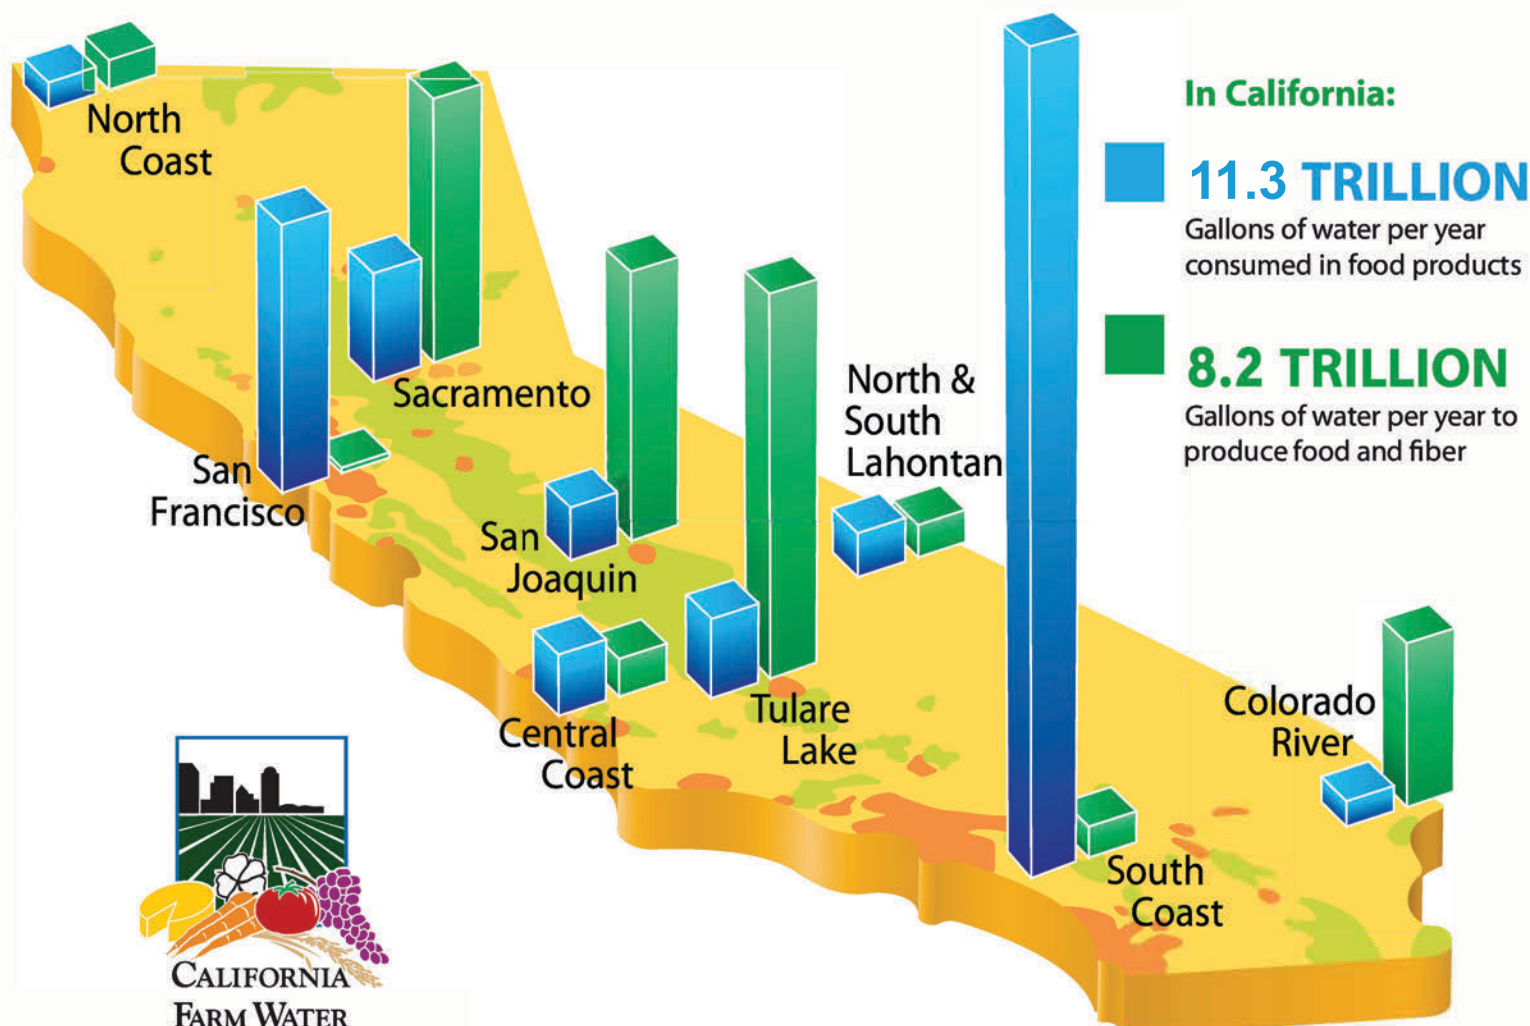 North
Coast
Sacramento
San
Francisco
San
Joaquin
Central
Coast
Tulare
Lake
North &
South
Lahontan
South
Coast
Colorado
River
In California:
11.3 TRILLION
Gallons of water per year
consumed in food products
8.2 TRILLION
Gallons of water per year to
produce food and fiber
CALIFORNIA
FARM WATER